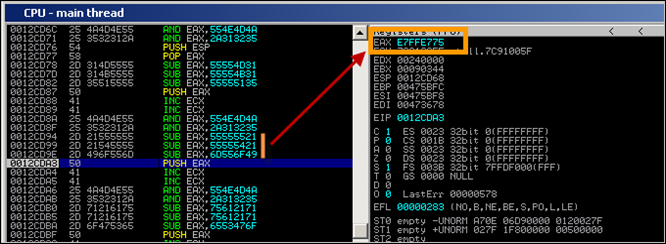 CPU - main thread
0012CD6C 25 4A4D4E55 AND EAX,554E4D4A
0012CD71 25 3532312A AND EAX,2A313235
0012CD76 54 PUSH ESP
0012CD77 58 POP EAX
0012CD78 2D 314D5555 SUB EAX,55554D31
0012CD7D 2D 314B5555 SUB EAX,55554B31
0012CD82 2D 35515555 SUB EAX,55555135
0012CD87 50 PUSH EAX
0012CD88 41 INC ECX
0012CD89 41 INC ECX
0012CD8A 25 4A4D4E55 AND EAX,554E4D4A
0012CD8F 25 3532312A AND EAX,2A313235
0012CD94 2D 21555555 SUB EAX,55555521
0012CD99 2D 21545555 SUB EAX,55555421
0012CD9E 2D 496F556D SUB EAX,6D556F49
0012CDA3 50 PUSH EAX
0012CDA4 41 INC ECX
0012CDA5 41 INC ECX
0012CDA6 25 4A4D4E55 AND EAX,554E4D4A
0012CDAB 25 3532312A AND EAX,2A313235
0012CDB0 2D 71216175 SUB EAX,75612171
0012CDB5 2D 71216175 SUB EAX,75612171
0012CDBA 2D 6F475365 SUB EAX,6553476F
0012CDBF 50 PUSH EAX
Registers (FPU) < <
EAX E7FFE775
ll.7C91005F
EDX 00240000
EBX 00090344
ESP 0012CD68
EBP 00475BFC
ESI 00475BF8
EDI 00473678
EIP 0012CDA3
C 1 ES 0023 32bit 0(FFFFFFFF)
P 0 CS 001B 32bit 0(FFFFFFFF)
A 0 SS 0023 32bit 0(FFFFFFFF)
Z 0 DS 0023 32bit 0(FFFFFFFF)
S 1 FS 003B 32bit 7FFDF000(FFF)
T 0 GS 0000 NULL
D 0
O 0 LastErr 00000578
EFL 00000283 (NO,B,NE,BE,S,PO,L,LE)
ST0 empty -UNORM A70E 06D90000 0120027F
ST1 empty +UNORM 027F 1F800000 00500000